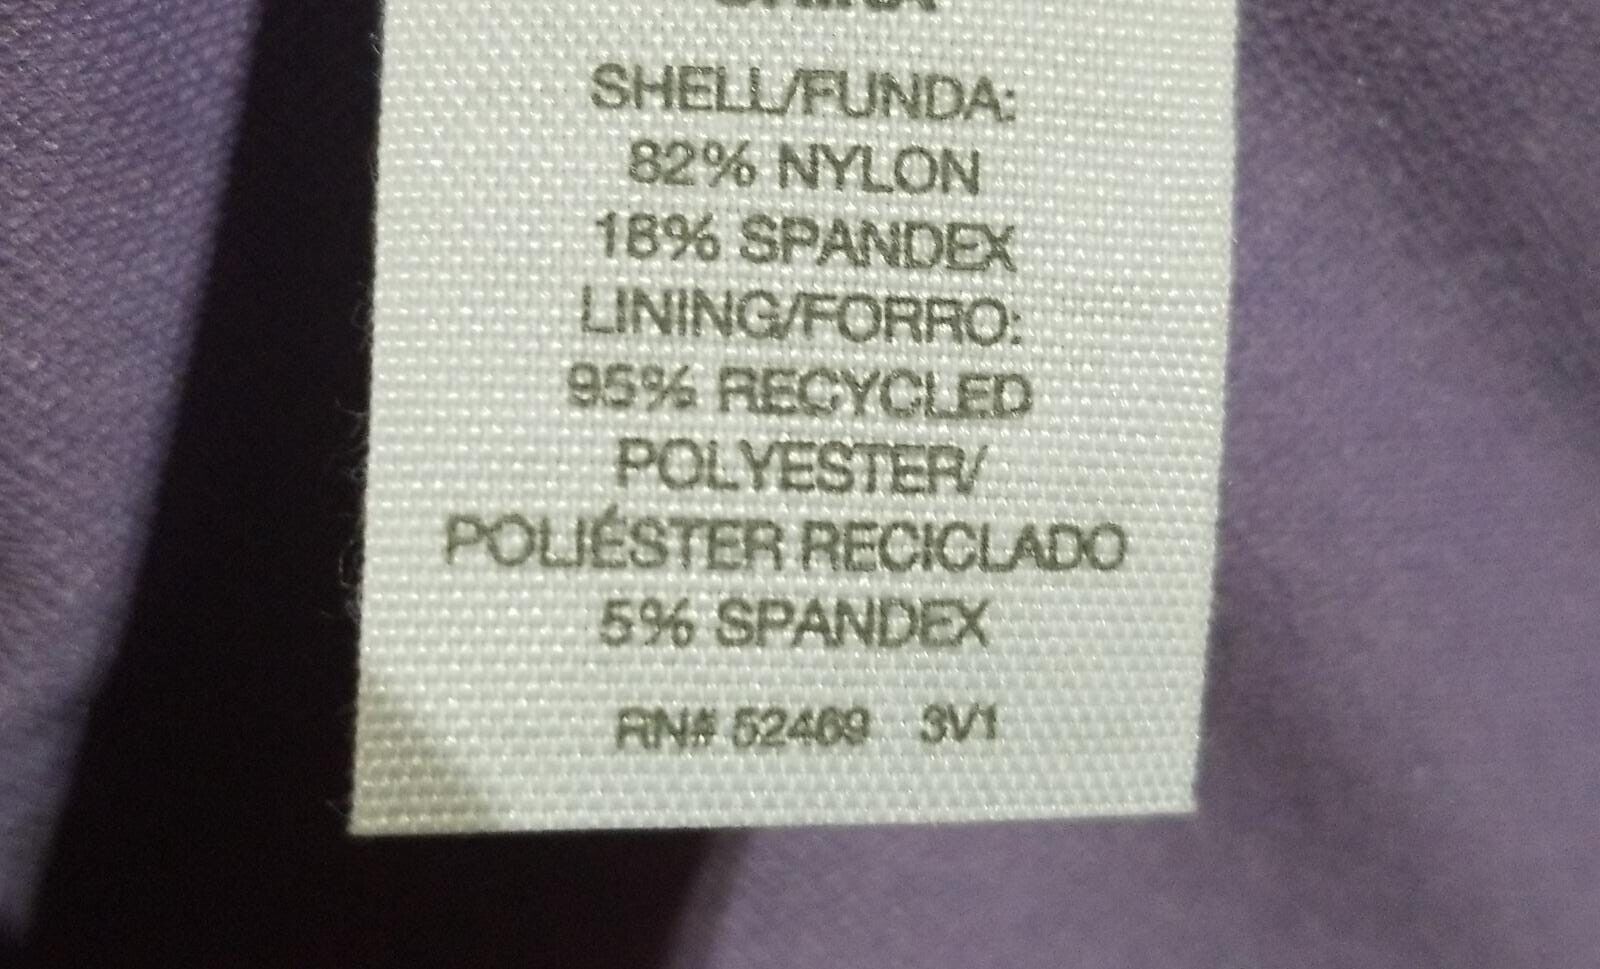 SHELL/FUNDA:
82% NYLON
18% SPANDEX
LINING/FORRO:
95% RECYCLED
POLYESTER/
POLIÉSTER RECICLADO
5% SPANDEX
RN# 52469 3V1